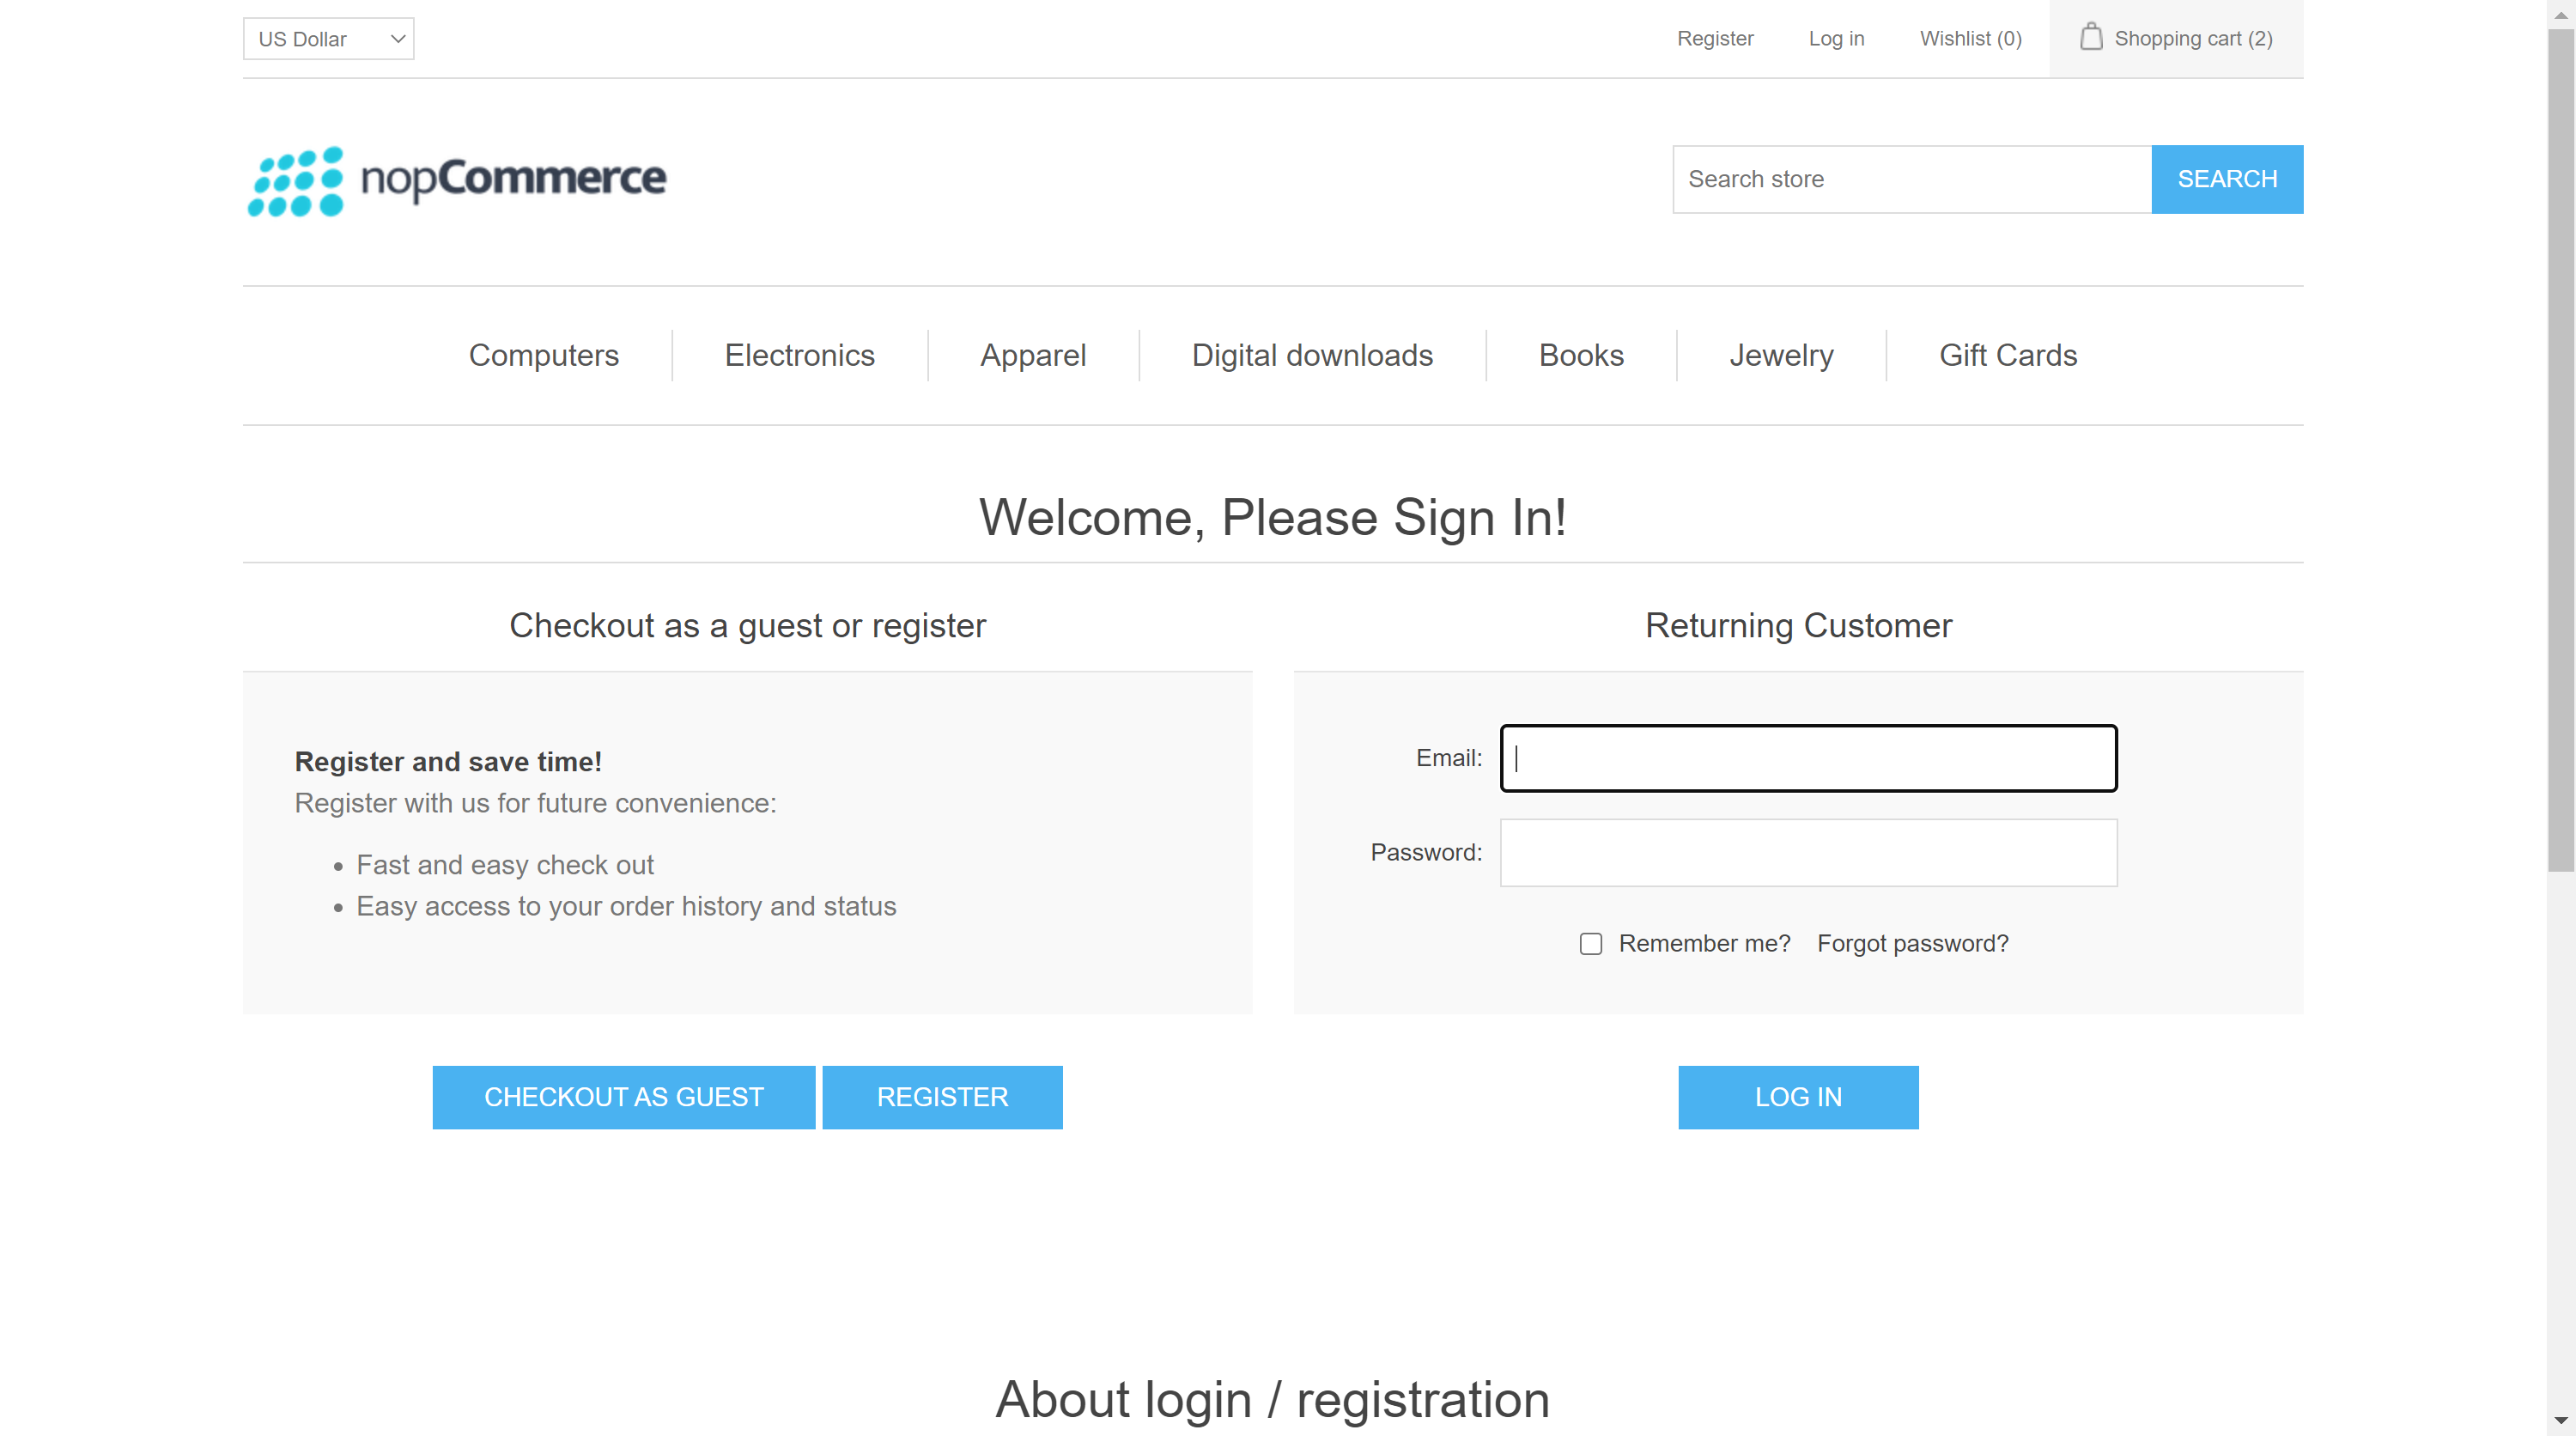 US Dollar
Register
Log in
Wishlist (0)
Shopping cart (2)
nopCommerce
Search store
SEARCH
Computers
Electronics
Apparel
Digital downloads
Books
Jewelry
Gift Cards
Welcome, Please Sign In!
Checkout as a guest or register
Register and save time!
Register with us for future convenience:
Fast and easy check out
Easy access to your order history and status
CHECKOUT AS GUEST
REGISTER
Returning Customer
Email:
Password:
Remember me?
Forgot password?
LOG IN
About login / registration